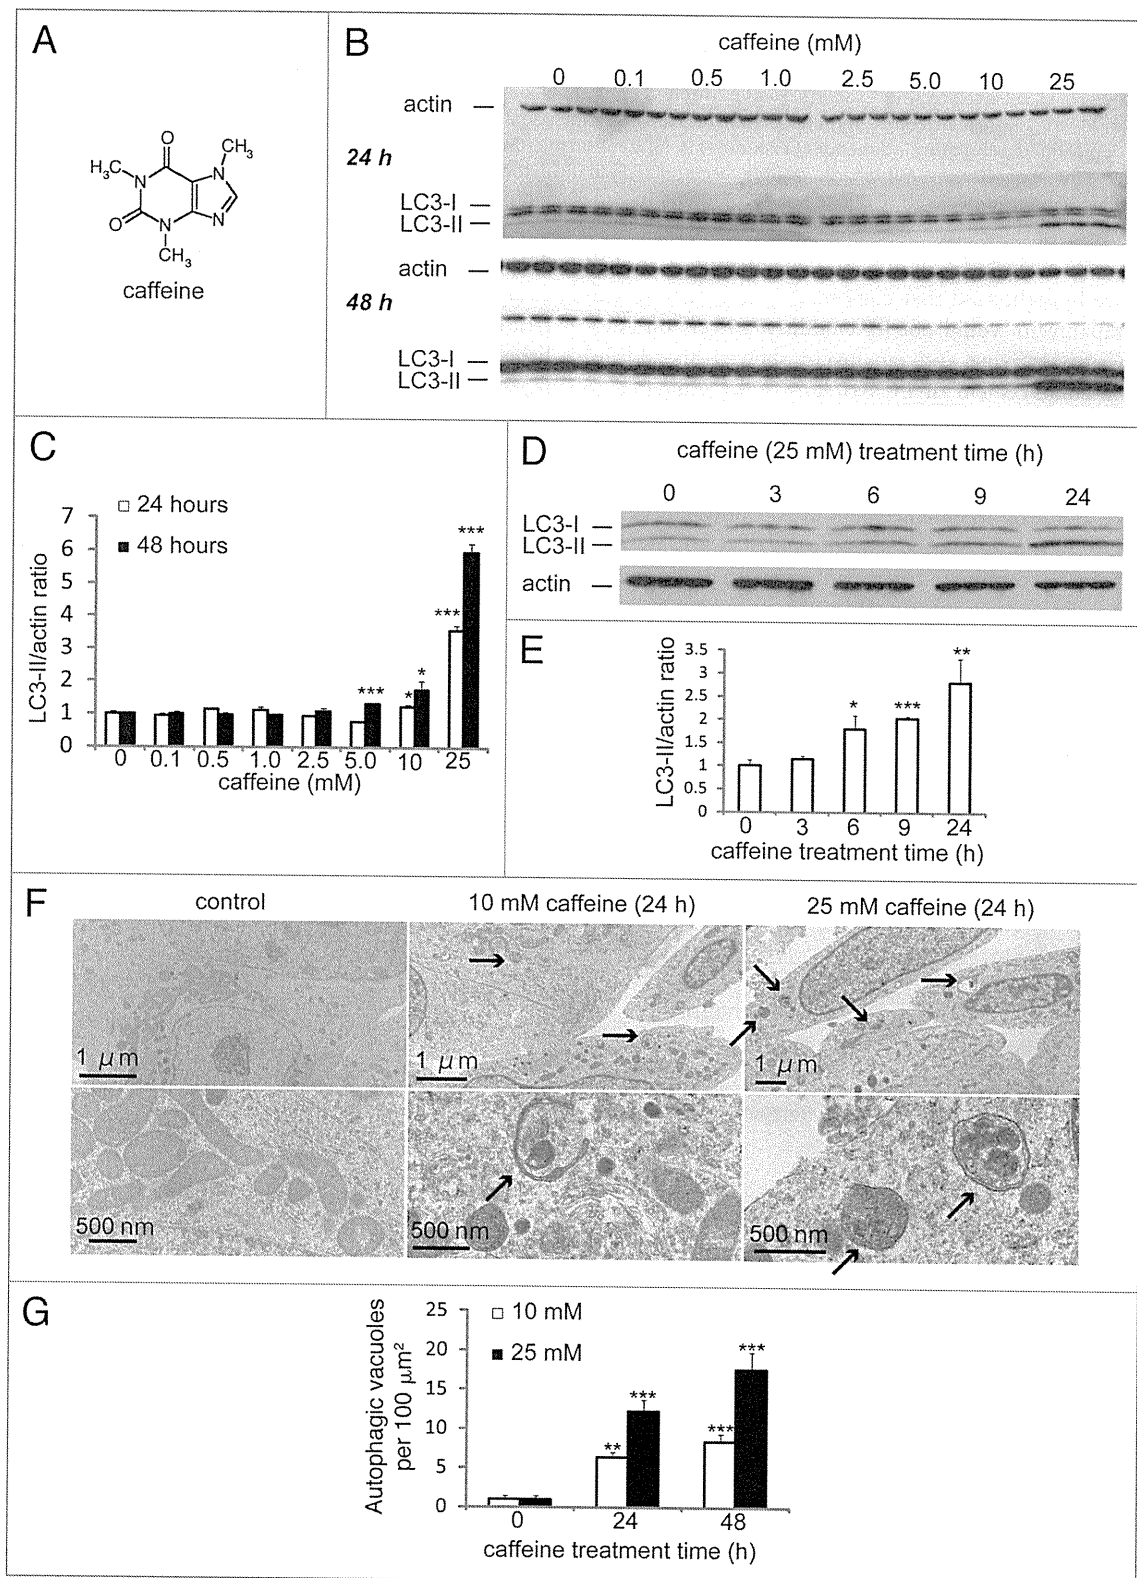 A
O
CH₃
H₃C
N
N
O
N
N
CH₃
caffeine
B
caffeine (mM)
0 0.1 0.5 1.0 2.5 5.0 10 25
actin
24 h
LC3-I
LC3-II
actin
48 h
LC3-I
LC3-II
C
24 hours
48 hours
LC3-II/actin ratio
7
6
5
4
3
2
1
0
***
***
***
*
*
0 0.1 0.5 1.0 2.5 5.0 10 25
caffeine (mM)
D
caffeine (25 mM) treatment time (h)
0 3 6 9 24
LC3-I
LC3-II
actin
E
LC3-II/actin ratio
3.5
3
2.5
2
1.5
1
0.5
0
*
***
**
0 3 6 9 24
caffeine treatment time (h)
F
control
10 mM caffeine (24 h)
25 mM caffeine (24 h)
1 μm
1 μm
1 μm
500 nm
500 nm
500 nm
G
Autophagic vacuoles
per 100 μm²
25
20
15
10
5
0
10 mM
25 mM
**
***
***
***
0 24 48
caffeine treatment time (h)